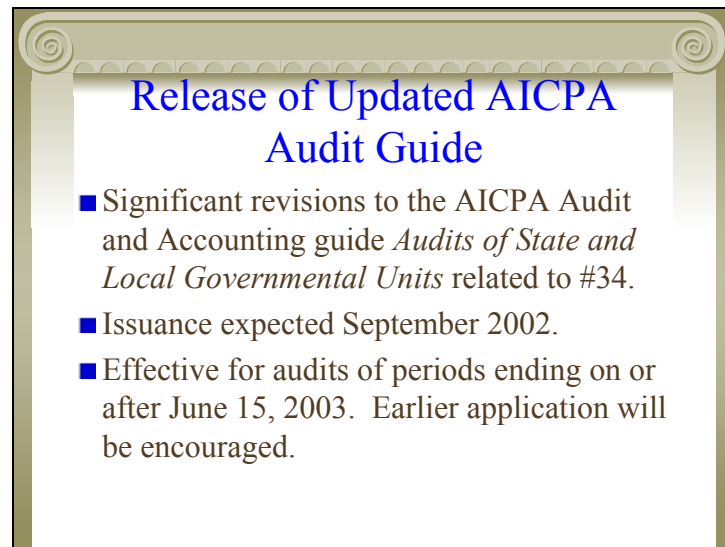 Release of Updated AICPA
Audit Guide
Significant revisions to the AICPA Audit
and Accounting guide Audits of State and
Local Governmental Units related to #34.
Issuance expected September 2002.
Effective for audits of periods ending on or
after June 15, 2003.  Earlier application will
be encouraged.